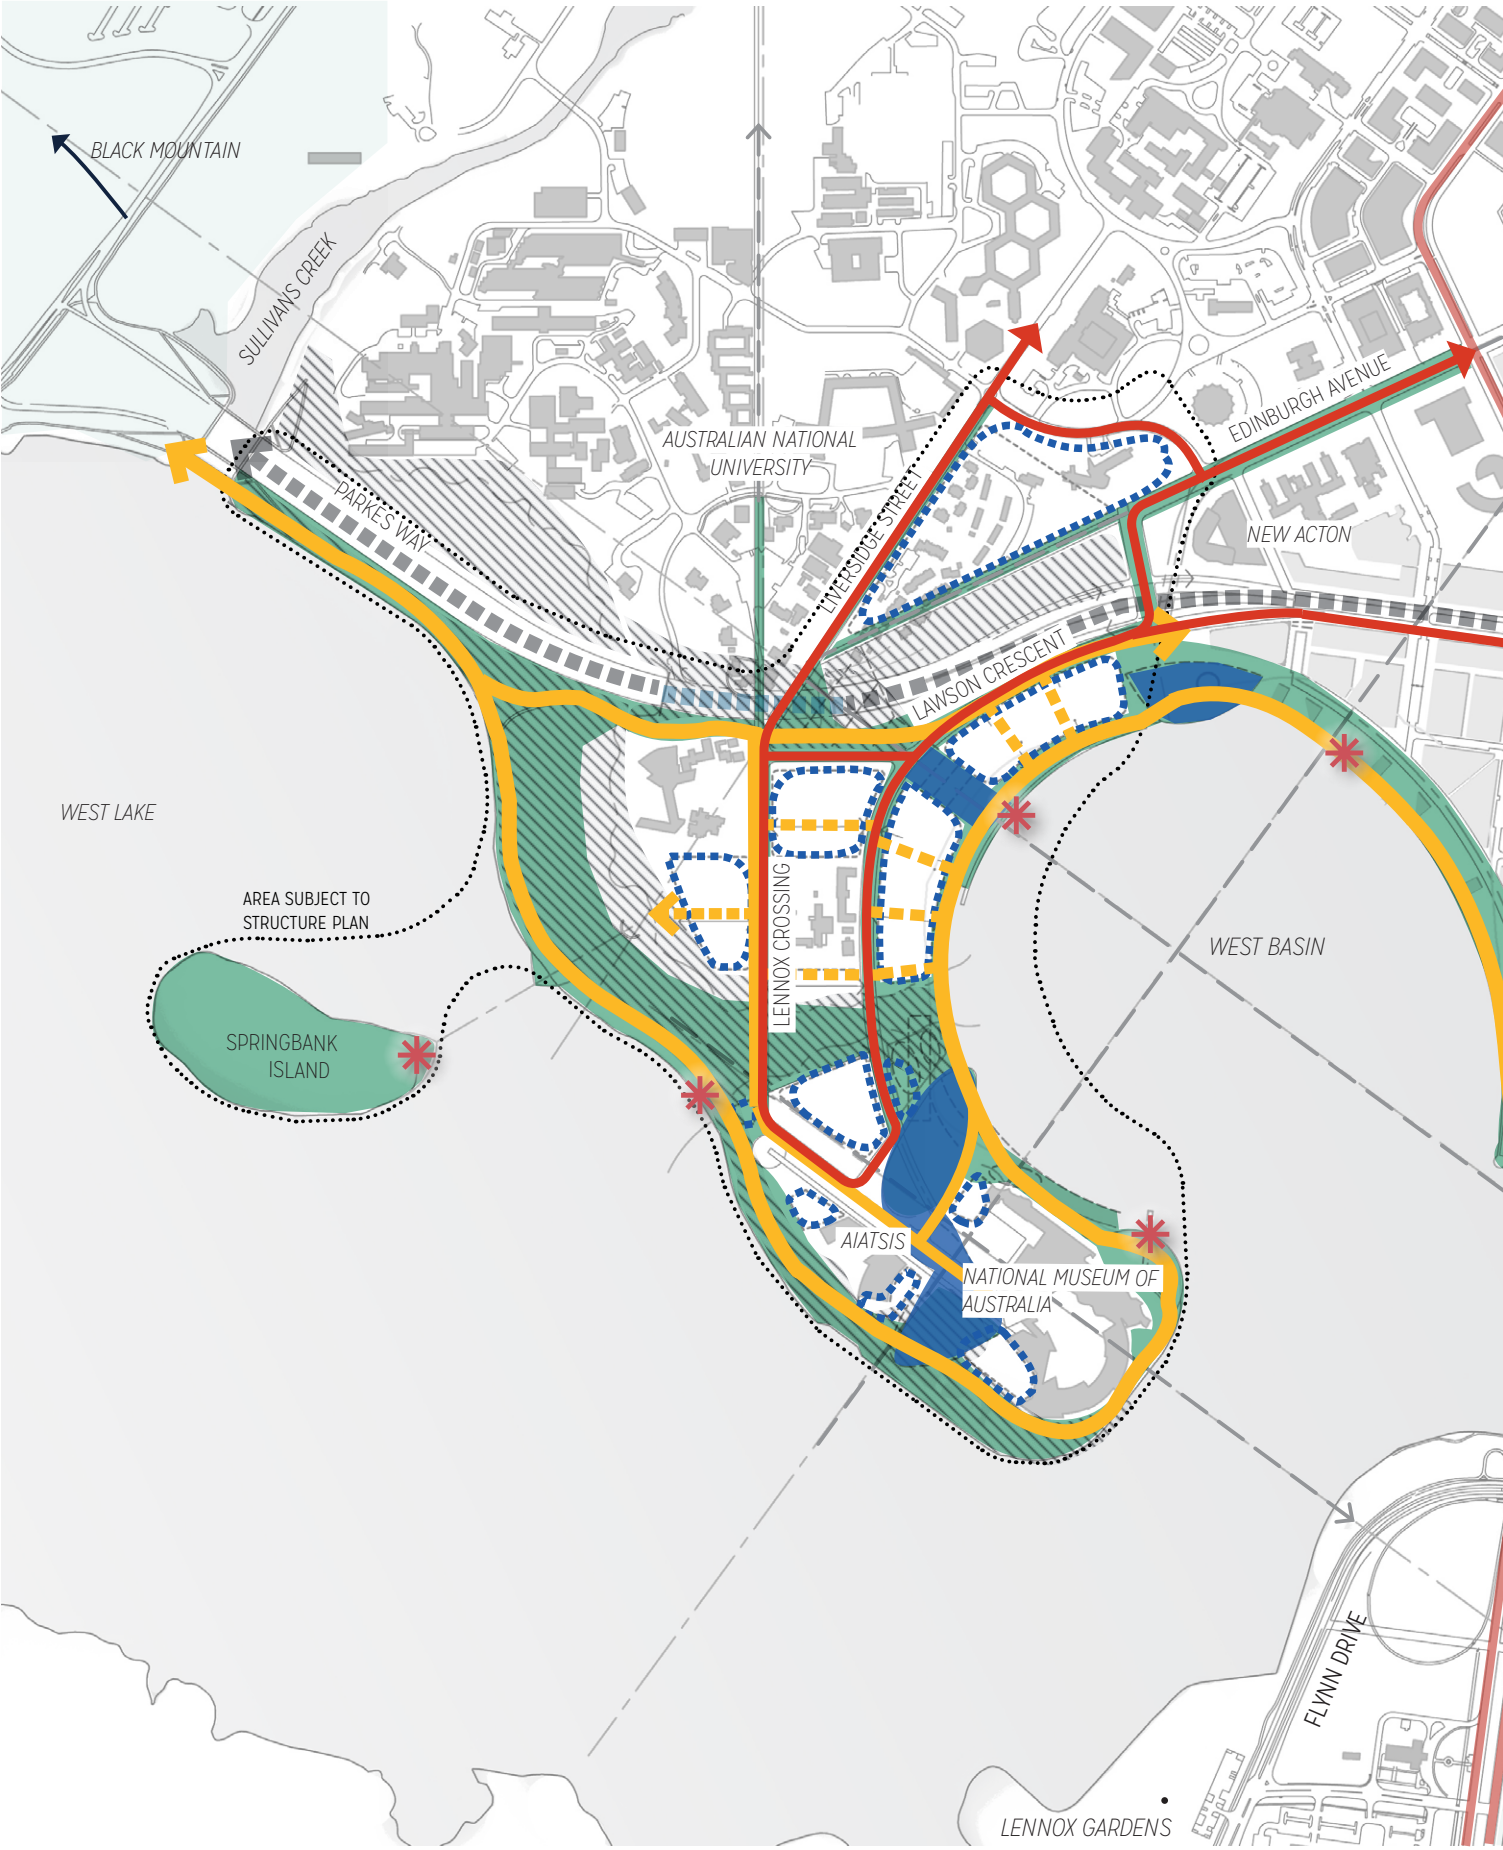 BLACK MOUNTAIN
SULLIVAN'S CREEK
PARKES WAY
AUSTRALIAN NATIONAL
UNIVERSITY
LIVERSIDGE STREET
EDINBURGH AVENUE
NEW ACTON
LAWSON CRESCENT
WEST LAKE
AREA SUBJECT TO
STRUCTURE PLAN
LENNOX CROSSING
WEST BASIN
SPRINGBANK
ISLAND
AIATSIS
NATIONAL MUSEUM OF
AUSTRALIA
FLYNN DRIVE
LENNOX GARDENS